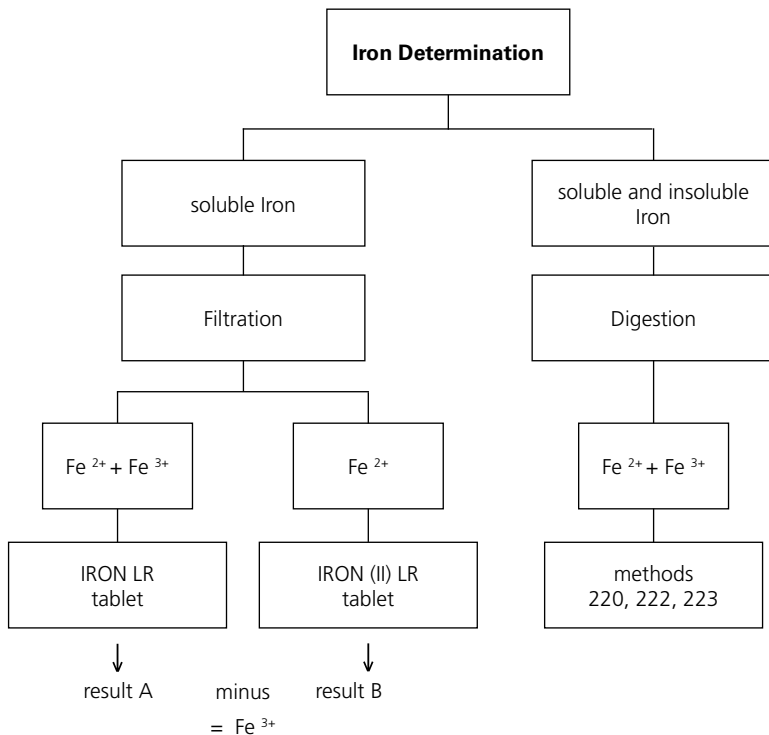 Iron Determination
soluble Iron
soluble and insoluble
Iron
Filtration
Digestion
Fe ²⁺ + Fe ³⁺
Fe ²⁺
Fe ²⁺ + Fe ³⁺
IRON LR
tablet
IRON (II) LR
tablet
methods
220, 222, 223
result A minus result B
= Fe ³⁺